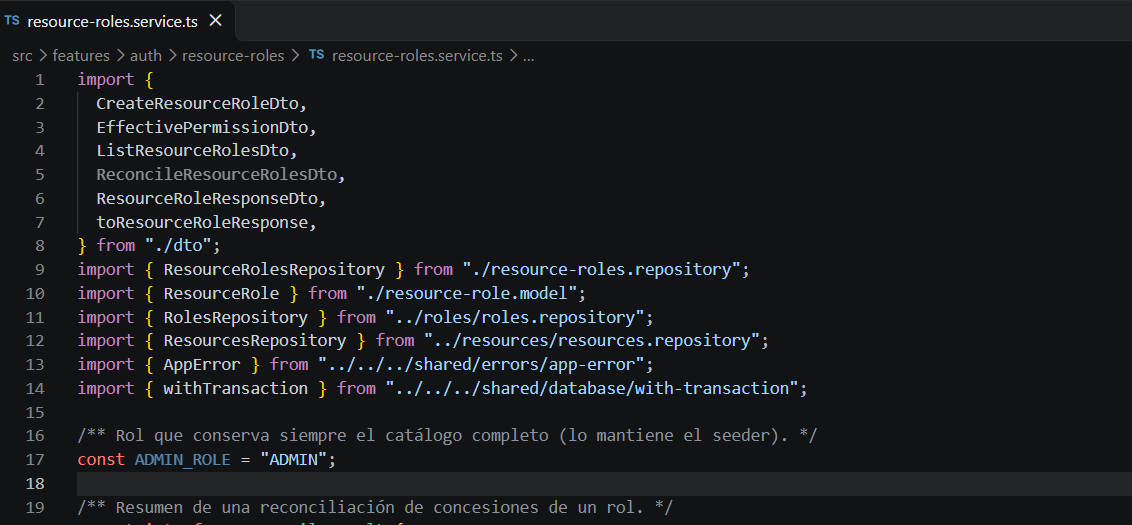 TS resource-roles.service.ts ×
src > features > auth > resource-roles > TS resource-roles.service.ts > ...
1 import {
2 CreateResourceRoleDto,
3 EffectivePermissionDto,
4 ListResourceRolesDto,
5 ReconcileResourceRolesDto,
6 ResourceRoleResponseDto,
7 toResourceRoleResponse,
8 } from "./dto";
9 import { ResourceRolesRepository } from "./resource-roles.repository";
10 import { ResourceRole } from "./resource-role.model";
11 import { RolesRepository } from "../roles/roles.repository";
12 import { ResourcesRepository } from "../resources/resources.repository";
13 import { AppError } from "../../../shared/errors/app-error";
14 import { withTransaction } from "../../../shared/database/with-transaction";
15
16 /** Rol que conserva siempre el catálogo completo (lo mantiene el seeder). */
17 const ADMIN_ROLE = "ADMIN";
18
19 /** Resumen de una reconciliación de concesiones de un rol. */